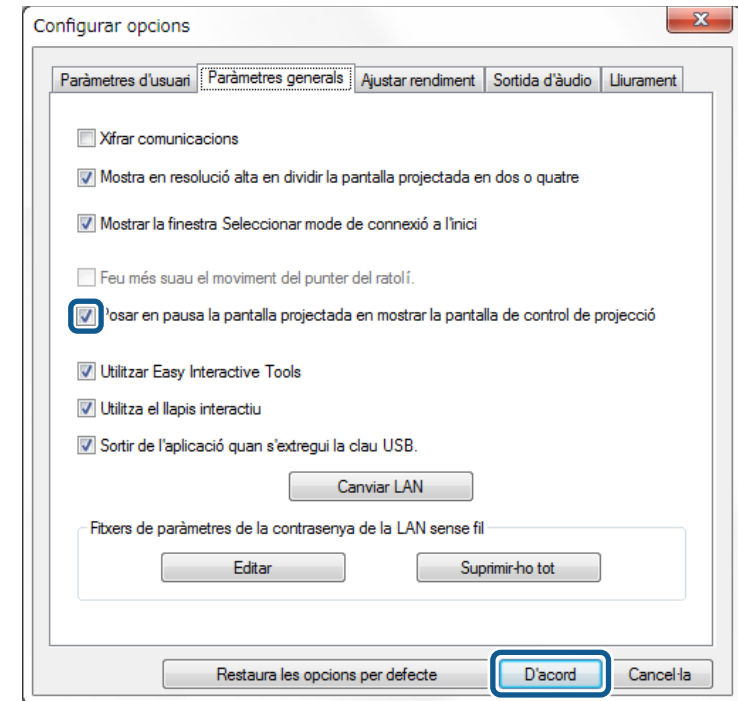 Configurar opcions
Paràmetres d'usuari Paràmetres generals Ajustar rendiment Sortida d'àudio Lliurament
Xifrar comunicacions
Mostra en resolució alta en dividir la pantalla projectada en dos o quatre
Mostrar la finestra Seleccionar mode de connexió a l'inici
Feu més suau el moviment del punter del ratolí.
Posar en pausa la pantalla projectada en mostrar la pantalla de control de projecció
Utilitzar Easy Interactive Tools
Utilitza el llapis interactiu
Sortir de l'aplicació quan s'extregui la clau USB.
Canviar LAN
Fitxers de paràmetres de la contrasenya de la LAN sense fil
Editar Suprimir-ho tot
Restaura les opcions per defecte D'acord Cancel·la